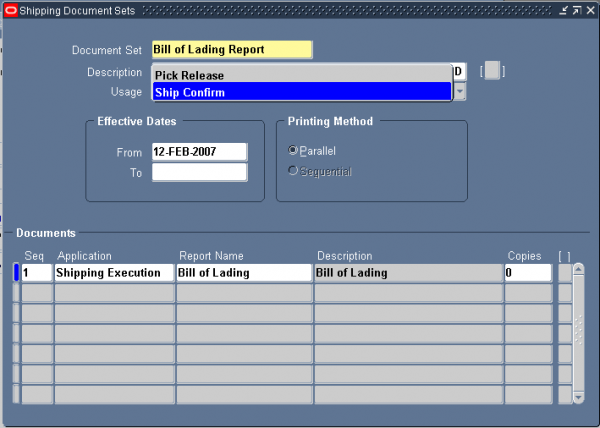 Shipping Document Sets
Document Set Bill of Lading Report
Description D [ ]
Pick Release
Usage Ship Confirm
Effective Dates Printing Method
From 12-FEB-2007 Parallel
To Sequential
Documents
Seq Application Report Name Description Copies [ ]
1 Shipping Execution Bill of Lading Bill of Lading 0